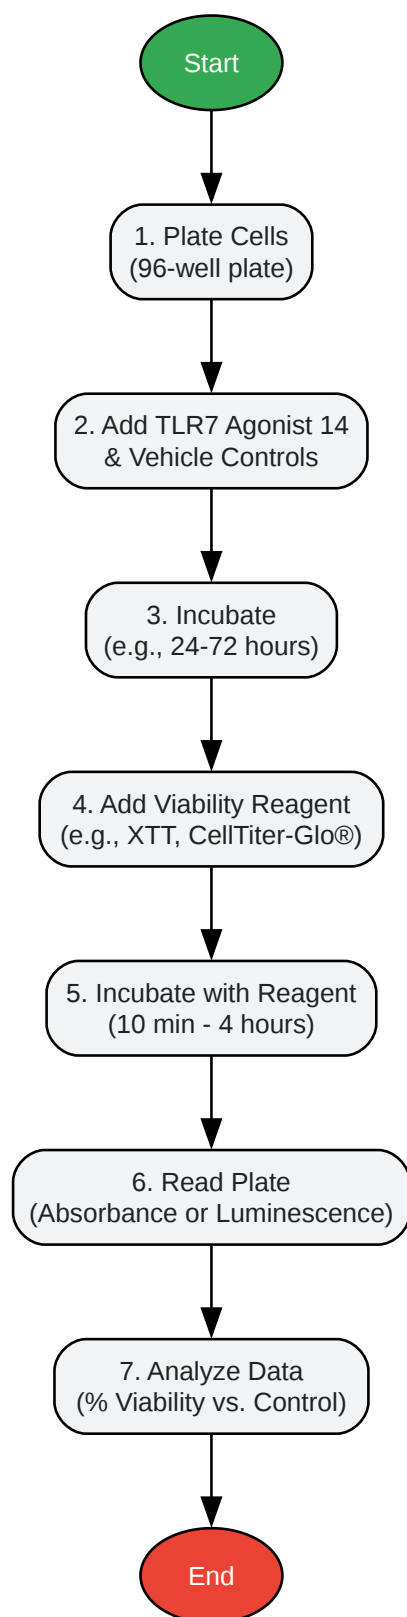 Start
1. Plate Cells
(96-well plate)
2. Add TLR7 Agonist 14
& Vehicle Controls
3. Incubate
(e.g., 24-72 hours)
4. Add Viability Reagent
(e.g., XTT, CellTiter-Glo®)
5. Incubate with Reagent
(10 min - 4 hours)
6. Read Plate
(Absorbance or Luminescence)
7. Analyze Data
(% Viability vs. Control)
End